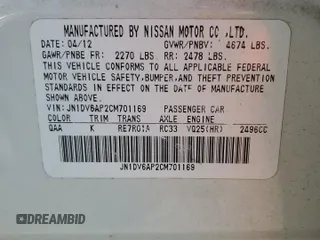 MANUFACTURED BY NISSAN MOTOR CO.,LTD.
DATE: 04/12 GVWR/PNBV: 4674 LBS.
GAWR/PNBE FR: 2270 LBS RR: 2478 LBS.
THIS VEHICLE CONFORMS TO ALL APPLICABLE FEDERAL
MOTOR VEHICLE SAFETY,BUMPER,AND THEFT PREVENTION
STANDARDS IN EFFECT ON THE DATE OF MANUFACTURE
SHOWN ABOVE.
VIN: JN1DV6AP2CM701169 PASSENGER CAR
COLOR TRIM TRANS AXLE ENGINE
QAA K RE7R01A RC33 VQ25(HR) 2496CC
JN1DV6AP2CM701169
DREAMBID